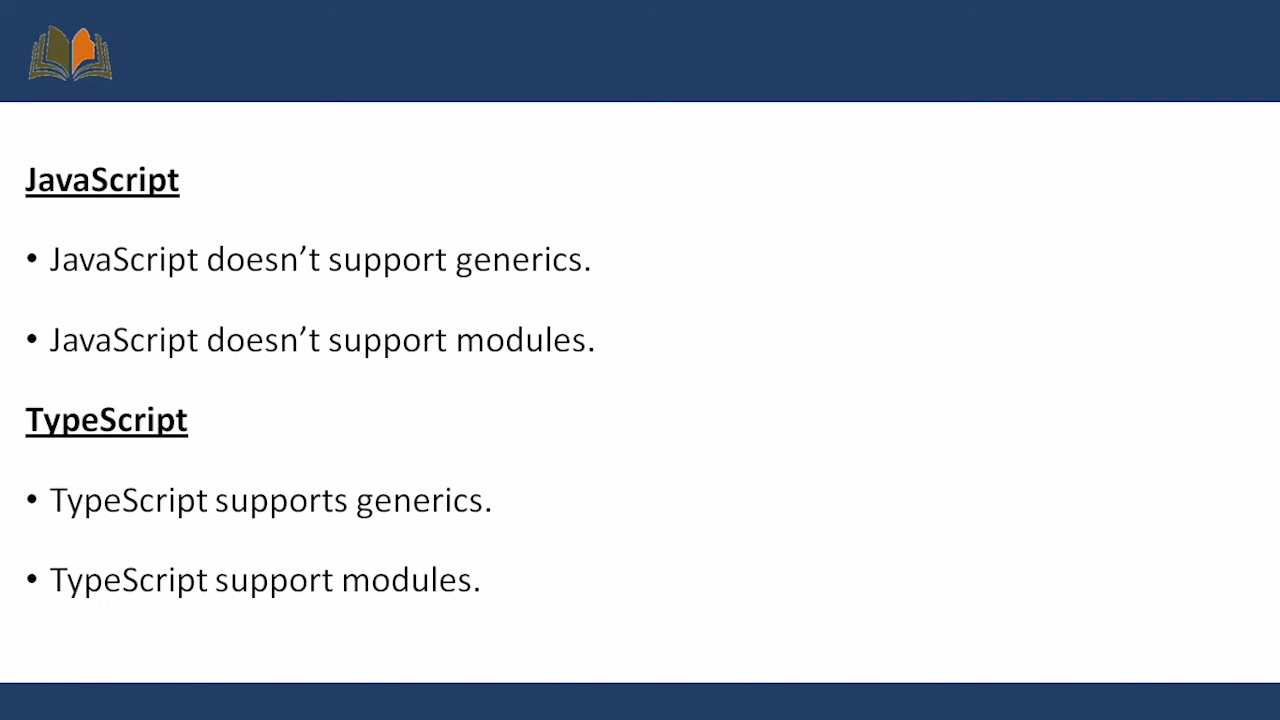 JavaScript
• JavaScript doesn’t support generics.
• JavaScript doesn’t support modules.
TypeScript
• TypeScript supports generics.
• TypeScript support modules.